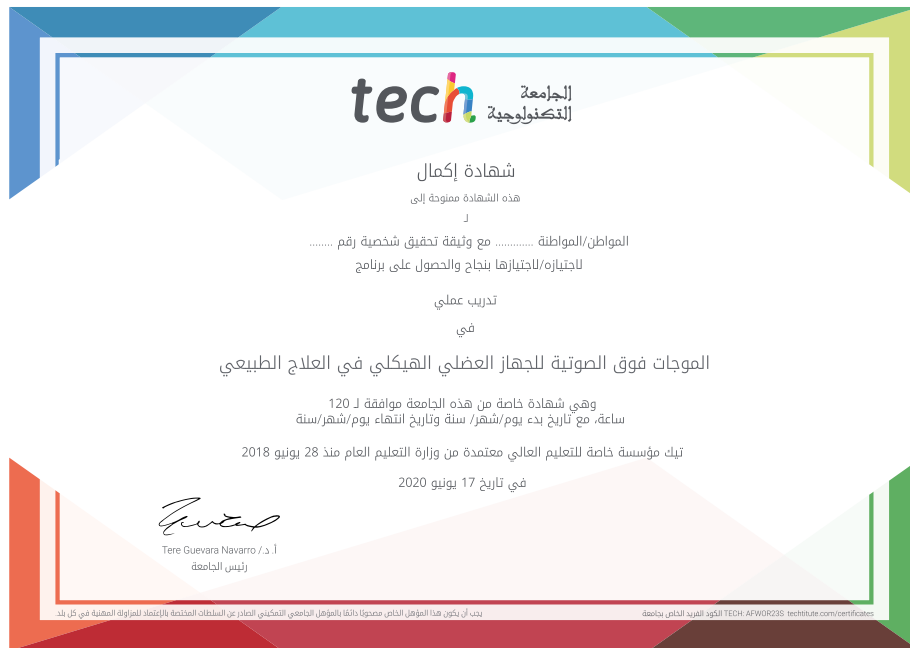 tech الجامعة
التكنولوجية
شهادة إكمال
هذه الشهادة ممنوحة إلى
لـ
المواطن/المواطنة ............ مع وثيقة تحقيق شخصية رقم ........
لاجتيازه/لاجتيازها بنجاح والحصول على برنامج
تدريب عملي
في
الموجات فوق الصوتية للجهاز العضلي الهيكلي في العلاج الطبيعي
وهي شهادة خاصة من هذه الجامعة موافقة لـ 120
ساعة، مع تاريخ بدء يوم/شهر/ سنة وتاريخ انتهاء يوم/شهر/سنة
تيك مؤسسة خاصة للتعليم العالي معتمدة من وزارة التعليم العام منذ 28 يونيو 2018
في تاريخ 17 يونيو 2020
أ. د./ Tere Guevara Navarro
رئيس الجامعة
يجب أن يكون هذا المؤهل الخاص مصحوبًا دائمًا بالمؤهل الجامعي التمكيني الصادر عن السلطات المختصة بالإعتماد للمزاولة المهنية في كل بلد.
الكود الفريد الخاص بجامعة TECH: AFWOR23S techtitute.com/certificates